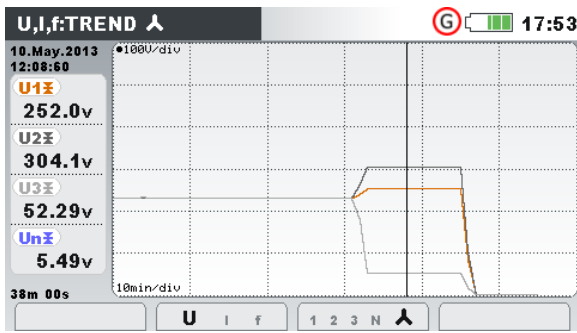 U,I,f:TREND
G
17:53
10.May.2013
12:08:60
●100V/div
U1
252.0v
U2
304.1v
U3
52.29v
Un
5.49v
38m 00s
10min/div
U I f
1 2 3 N